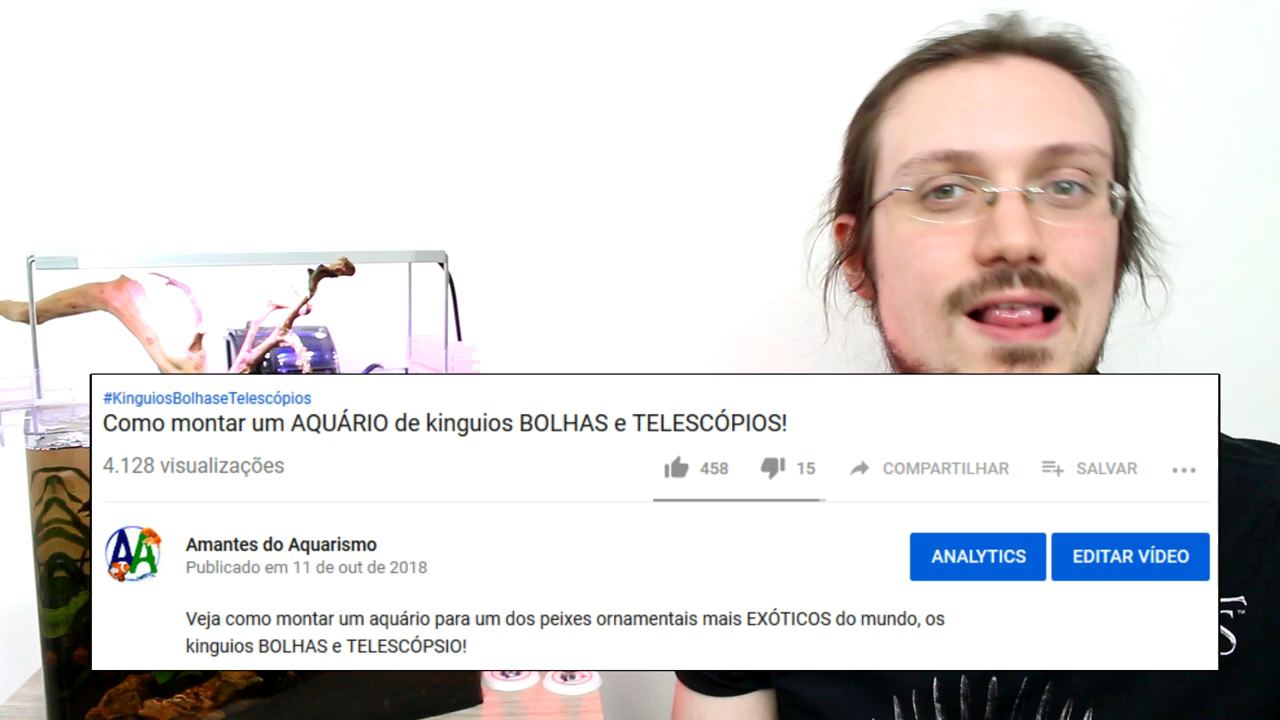 #KinguiosBolhaseTelescópios
Como montar um AQUÁRIO de kinguios BOLHAS e TELESCÓPIOS!
4.128 visualizações
458
15
COMPARTILHAR
SALVAR
AA
Amantes do Aquarismo
Publicado em 11 de out de 2018
ANALYTICS
EDITAR VÍDEO
Veja como montar um aquário para um dos peixes ornamentais mais EXÓTICOS do mundo, os
kinguios BOLHAS e TELESCÓPSIO!